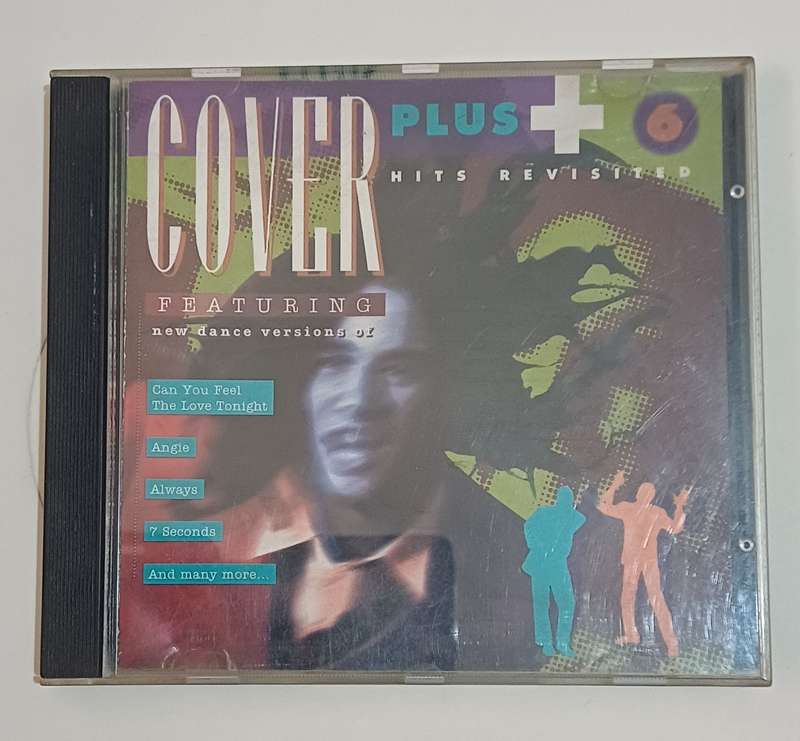 COVER PLUS + 6
HITS REVISITED
FEATURING
new dance versions of
Can You Feel
The Love Tonight
Angie
Always
7 Seconds
And many more...